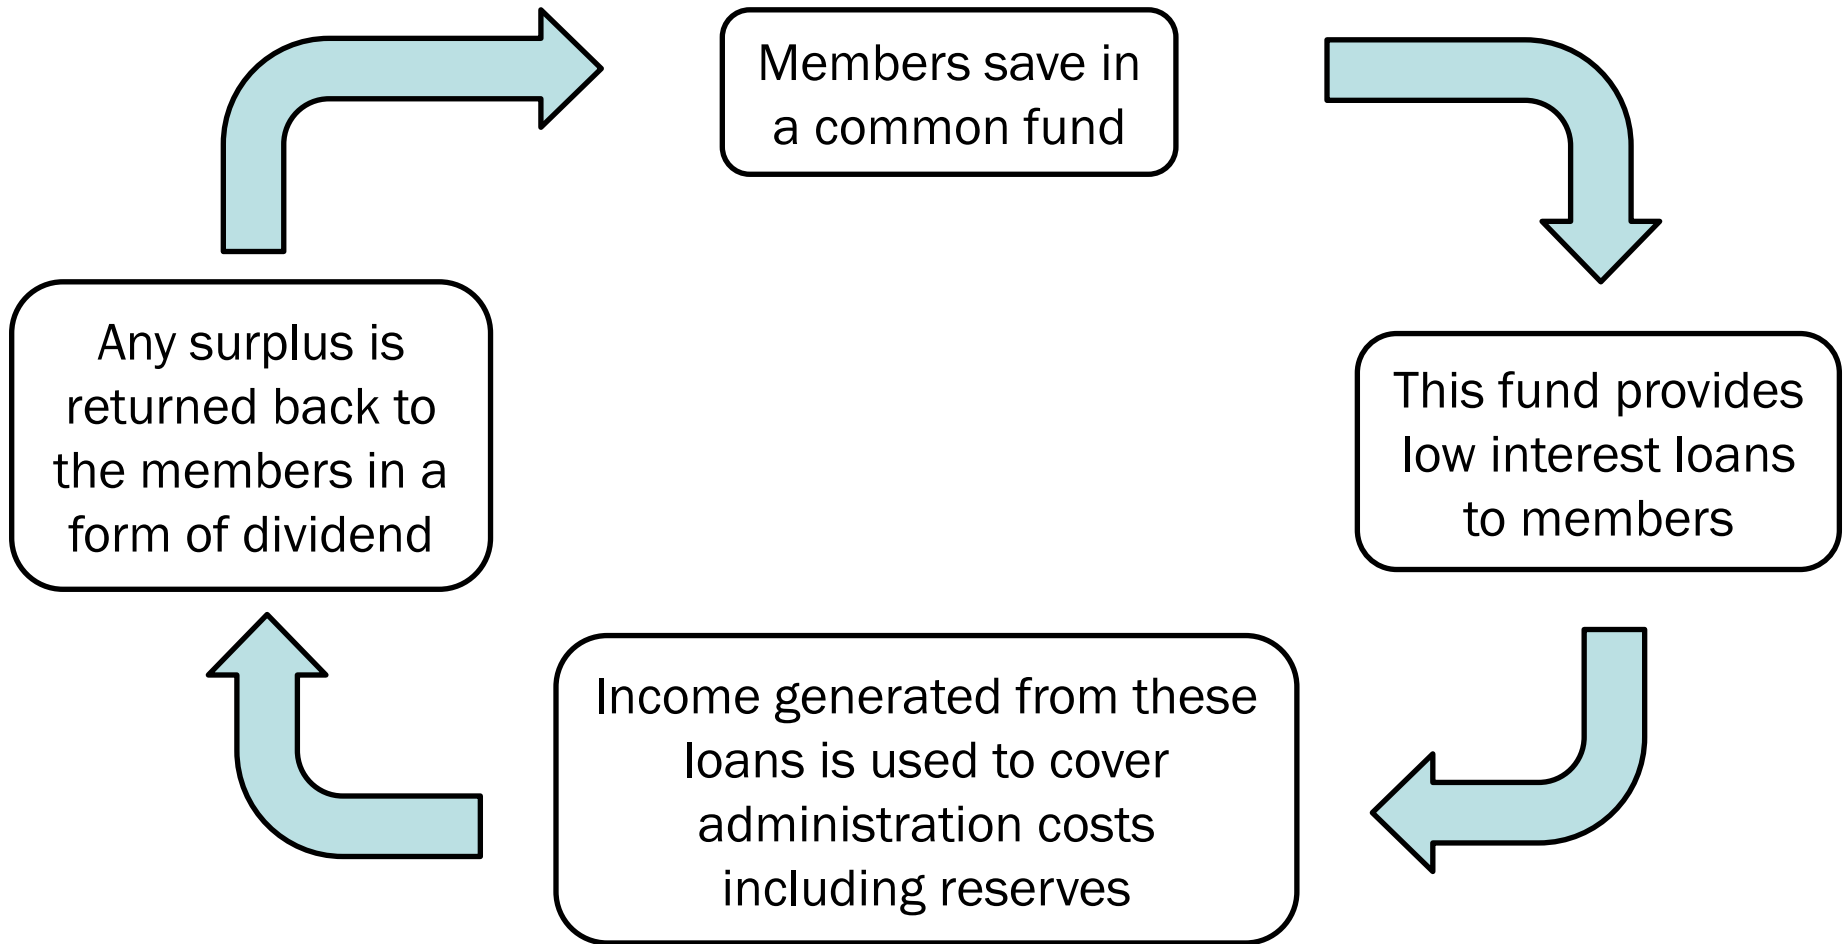 Members save in
a common fund
This fund provides
low interest loans
to members
Income generated from these
loans is used to cover
administration costs
including reserves
Any surplus is
returned back to
the members in a
form of dividend